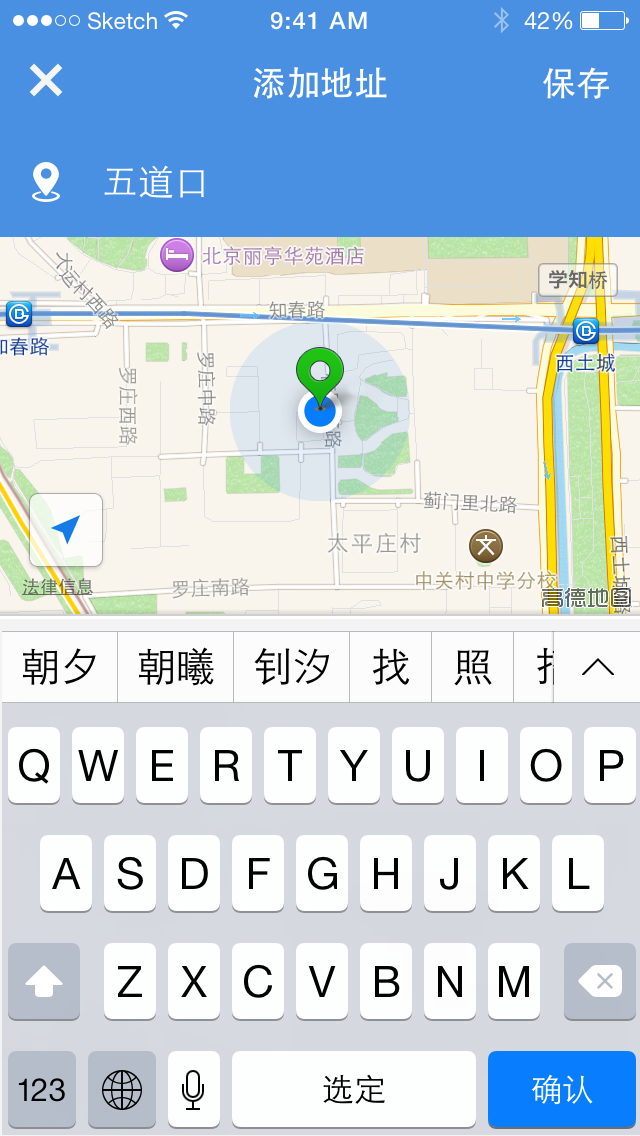 Sketch 9:41 AM 42%
添加地址 保存
五道口
北京丽亭华苑酒店
大运村西路
学知桥
知春路
知春路
西土城
罗庄西路
罗庄中路
蓟门里北路
太平庄村
中关村中学分校
西土城
法律信息
罗庄南路
高德地图
朝夕 朝曦 钊汐 找 照
Q W E R T Y U I O P
A S D F G H J K L
Z X C V B N M
123 选定 确认